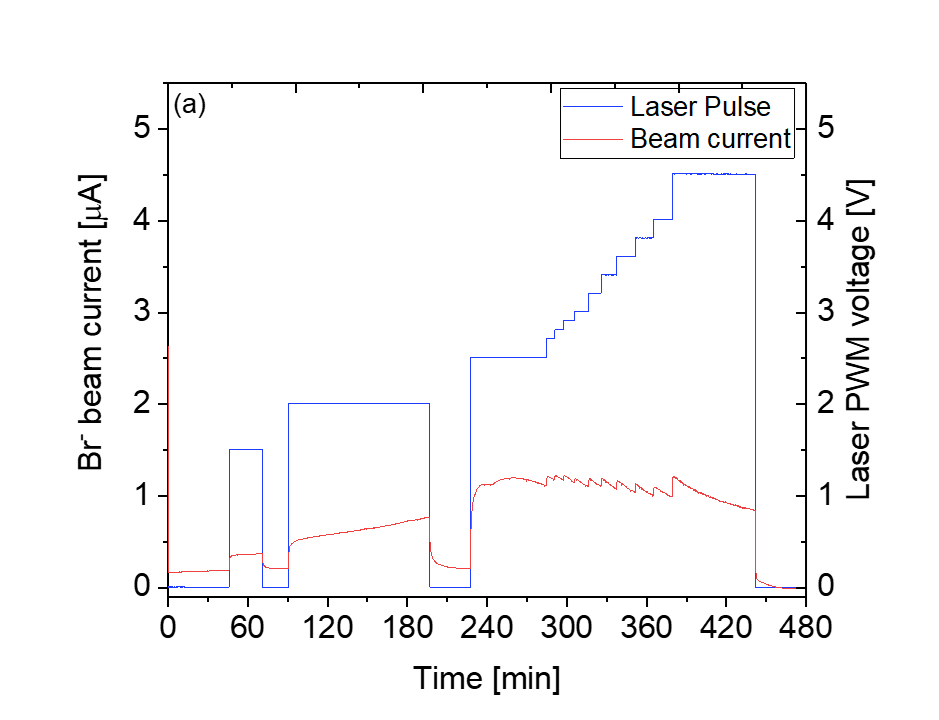 (a)
Laser Pulse
Beam current
5
4
3
2
1
0
Br- beam current [μA]
5
4
3
2
1
0
Laser PWM voltage [V]
0 60 120 180 240 300 360 420 480
Time [min]